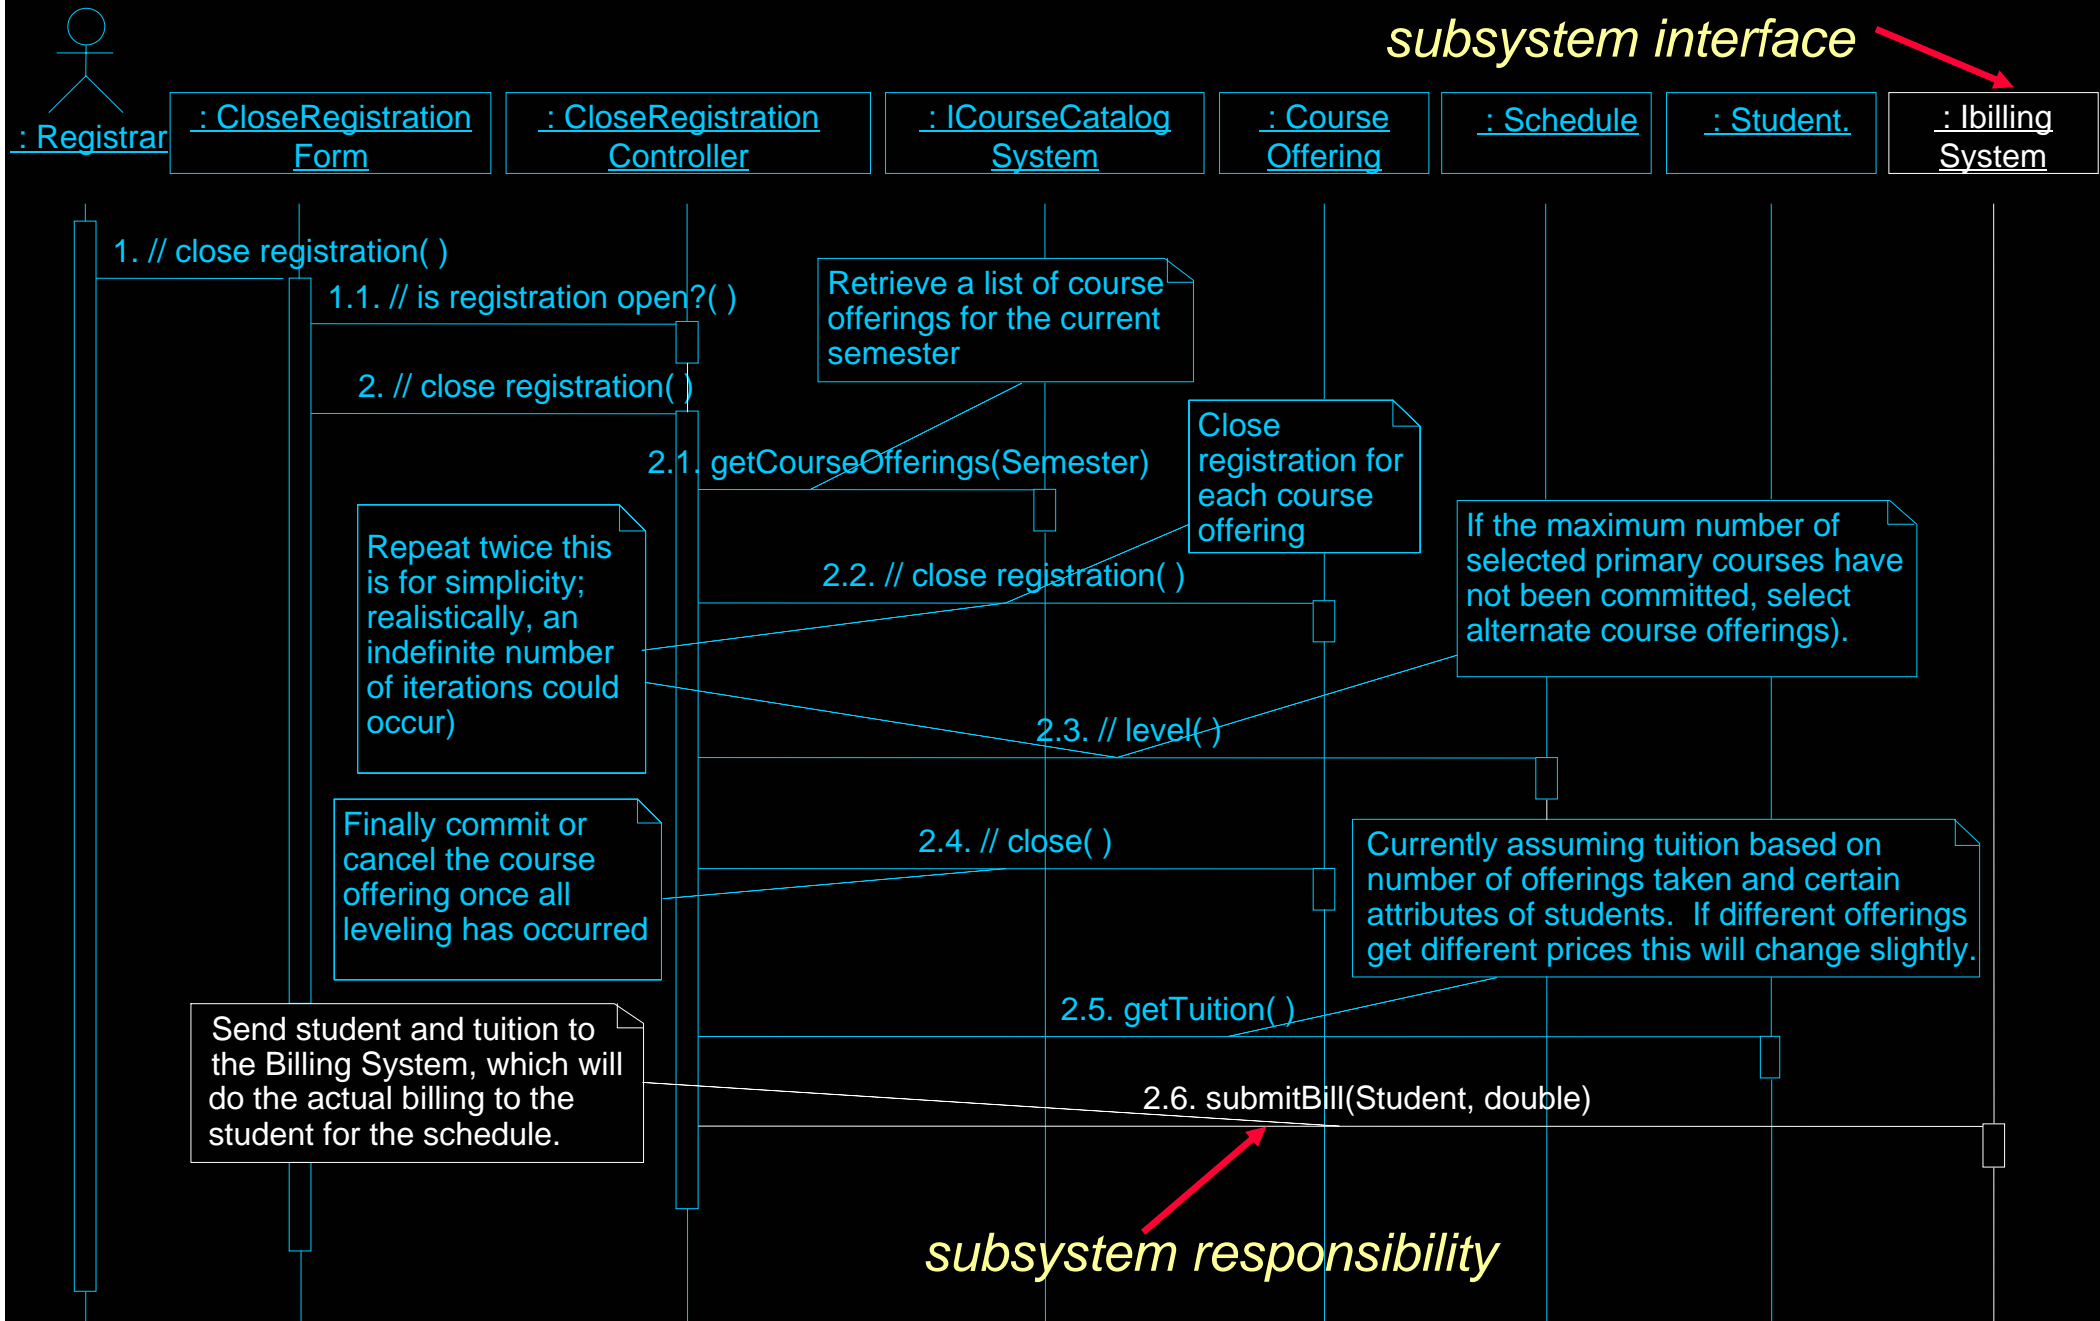 subsystem interface
: Registrar
: CloseRegistration
Form
: CloseRegistration
Controller
: ICourseCatalog
System
: Course
Offering
: Schedule
: Student.
: Ibilling
System
1. // close registration( )
1.1. // is registration open?( )
Retrieve a list of course
offerings for the current
semester
2. // close registration( )
Close
registration for
each course
offering
2.1. getCourseOfferings(Semester)
Repeat twice this
is for simplicity;
realistically, an
indefinite number
of iterations could
occur)
If the maximum number of
selected primary courses have
not been committed, select
alternate course offerings).
2.2. // close registration( )
2.3. // level( )
Finally commit or
cancel the course
offering once all
leveling has occurred
2.4. // close( )
Currently assuming tuition based on
number of offerings taken and certain
attributes of students.  If different offerings
get different prices this will change slightly.
2.5. getTuition( )
Send student and tuition to
the Billing System, which will
do the actual billing to the
student for the schedule.
2.6. submitBill(Student, double)
subsystem responsibility